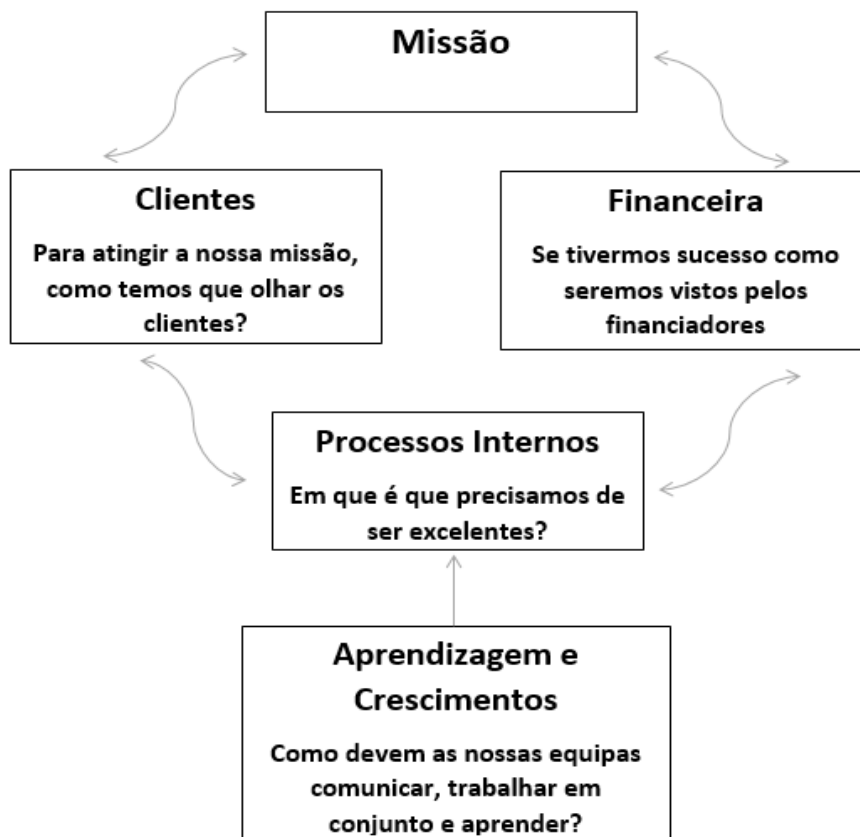 Missão
Clientes
Para atingir a nossa missão,
como temos que olhar os
clientes?
Financeira
Se tivermos sucesso como
seremos vistos pelos
financiadores
Processos Internos
Em que é que precisamos de
ser excelentes?
Aprendizagem e
Crescimentos
Como devem as nossas equipas
comunicar, trabalhar em
conjunto e aprender?